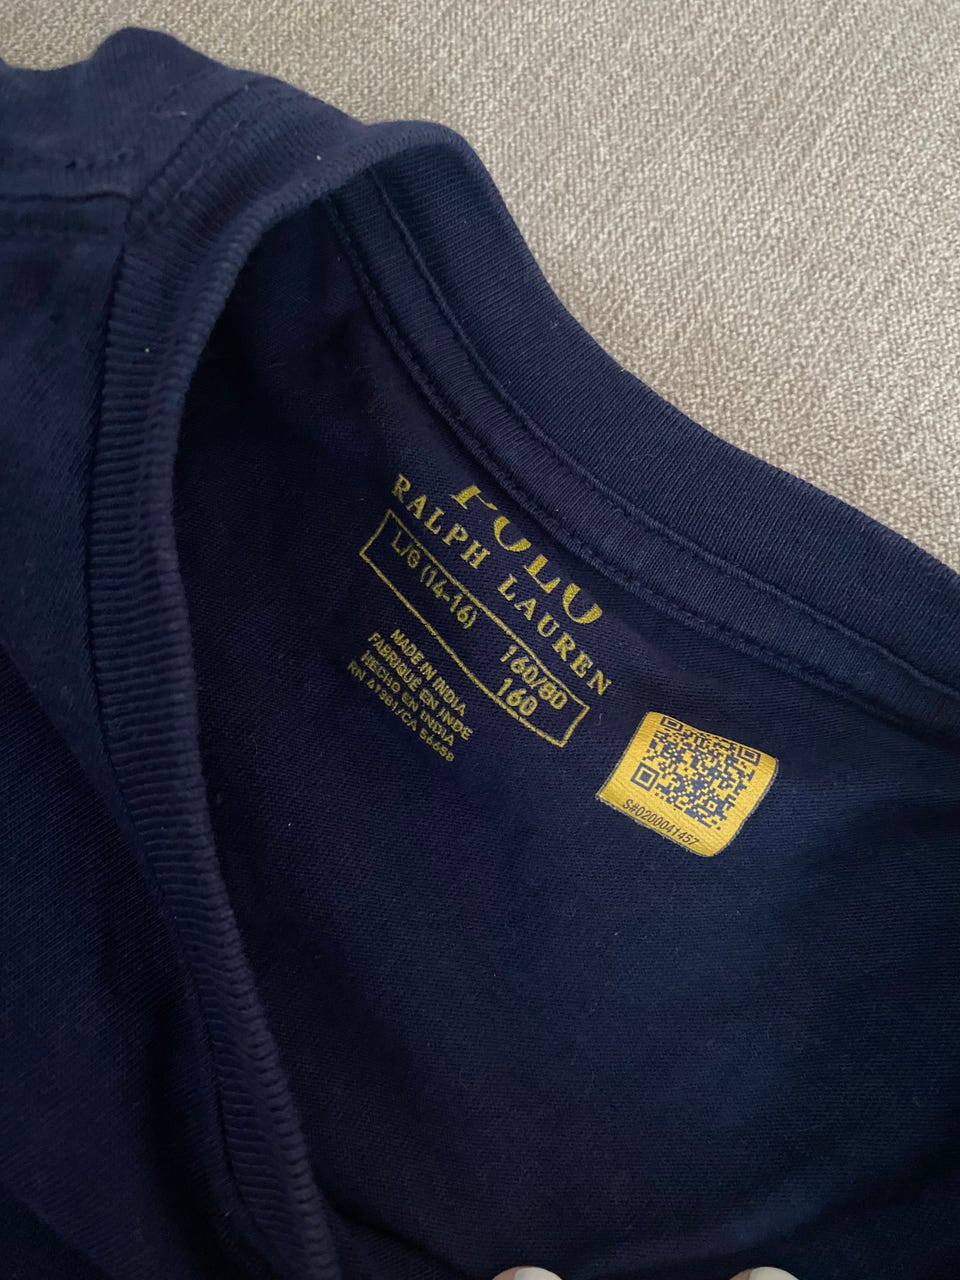 POLO
RALPH LAUREN
L/G (14-16) 160/80
160
MADE IN INDIA
FABRIQUÉ EN INDE
HECHO EN INDIA
RN 41381/CA 56658
S#0200041457